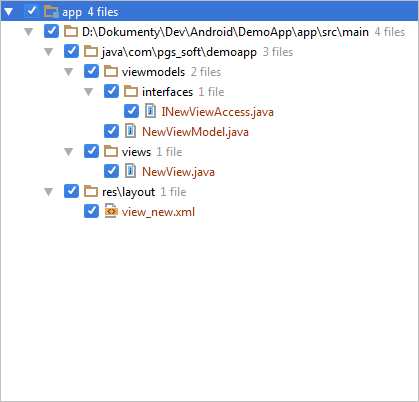 app 4 files
D:\Dokumenty\Dev\Android\DemoApp\app\src\main 4 files
java\com\pgs_soft\demoapp 3 files
viewmodels 2 files
interfaces 1 file
INewViewAccess.java
NewViewModel.java
views 1 file
NewView.java
res\layout 1 file
view_new.xml